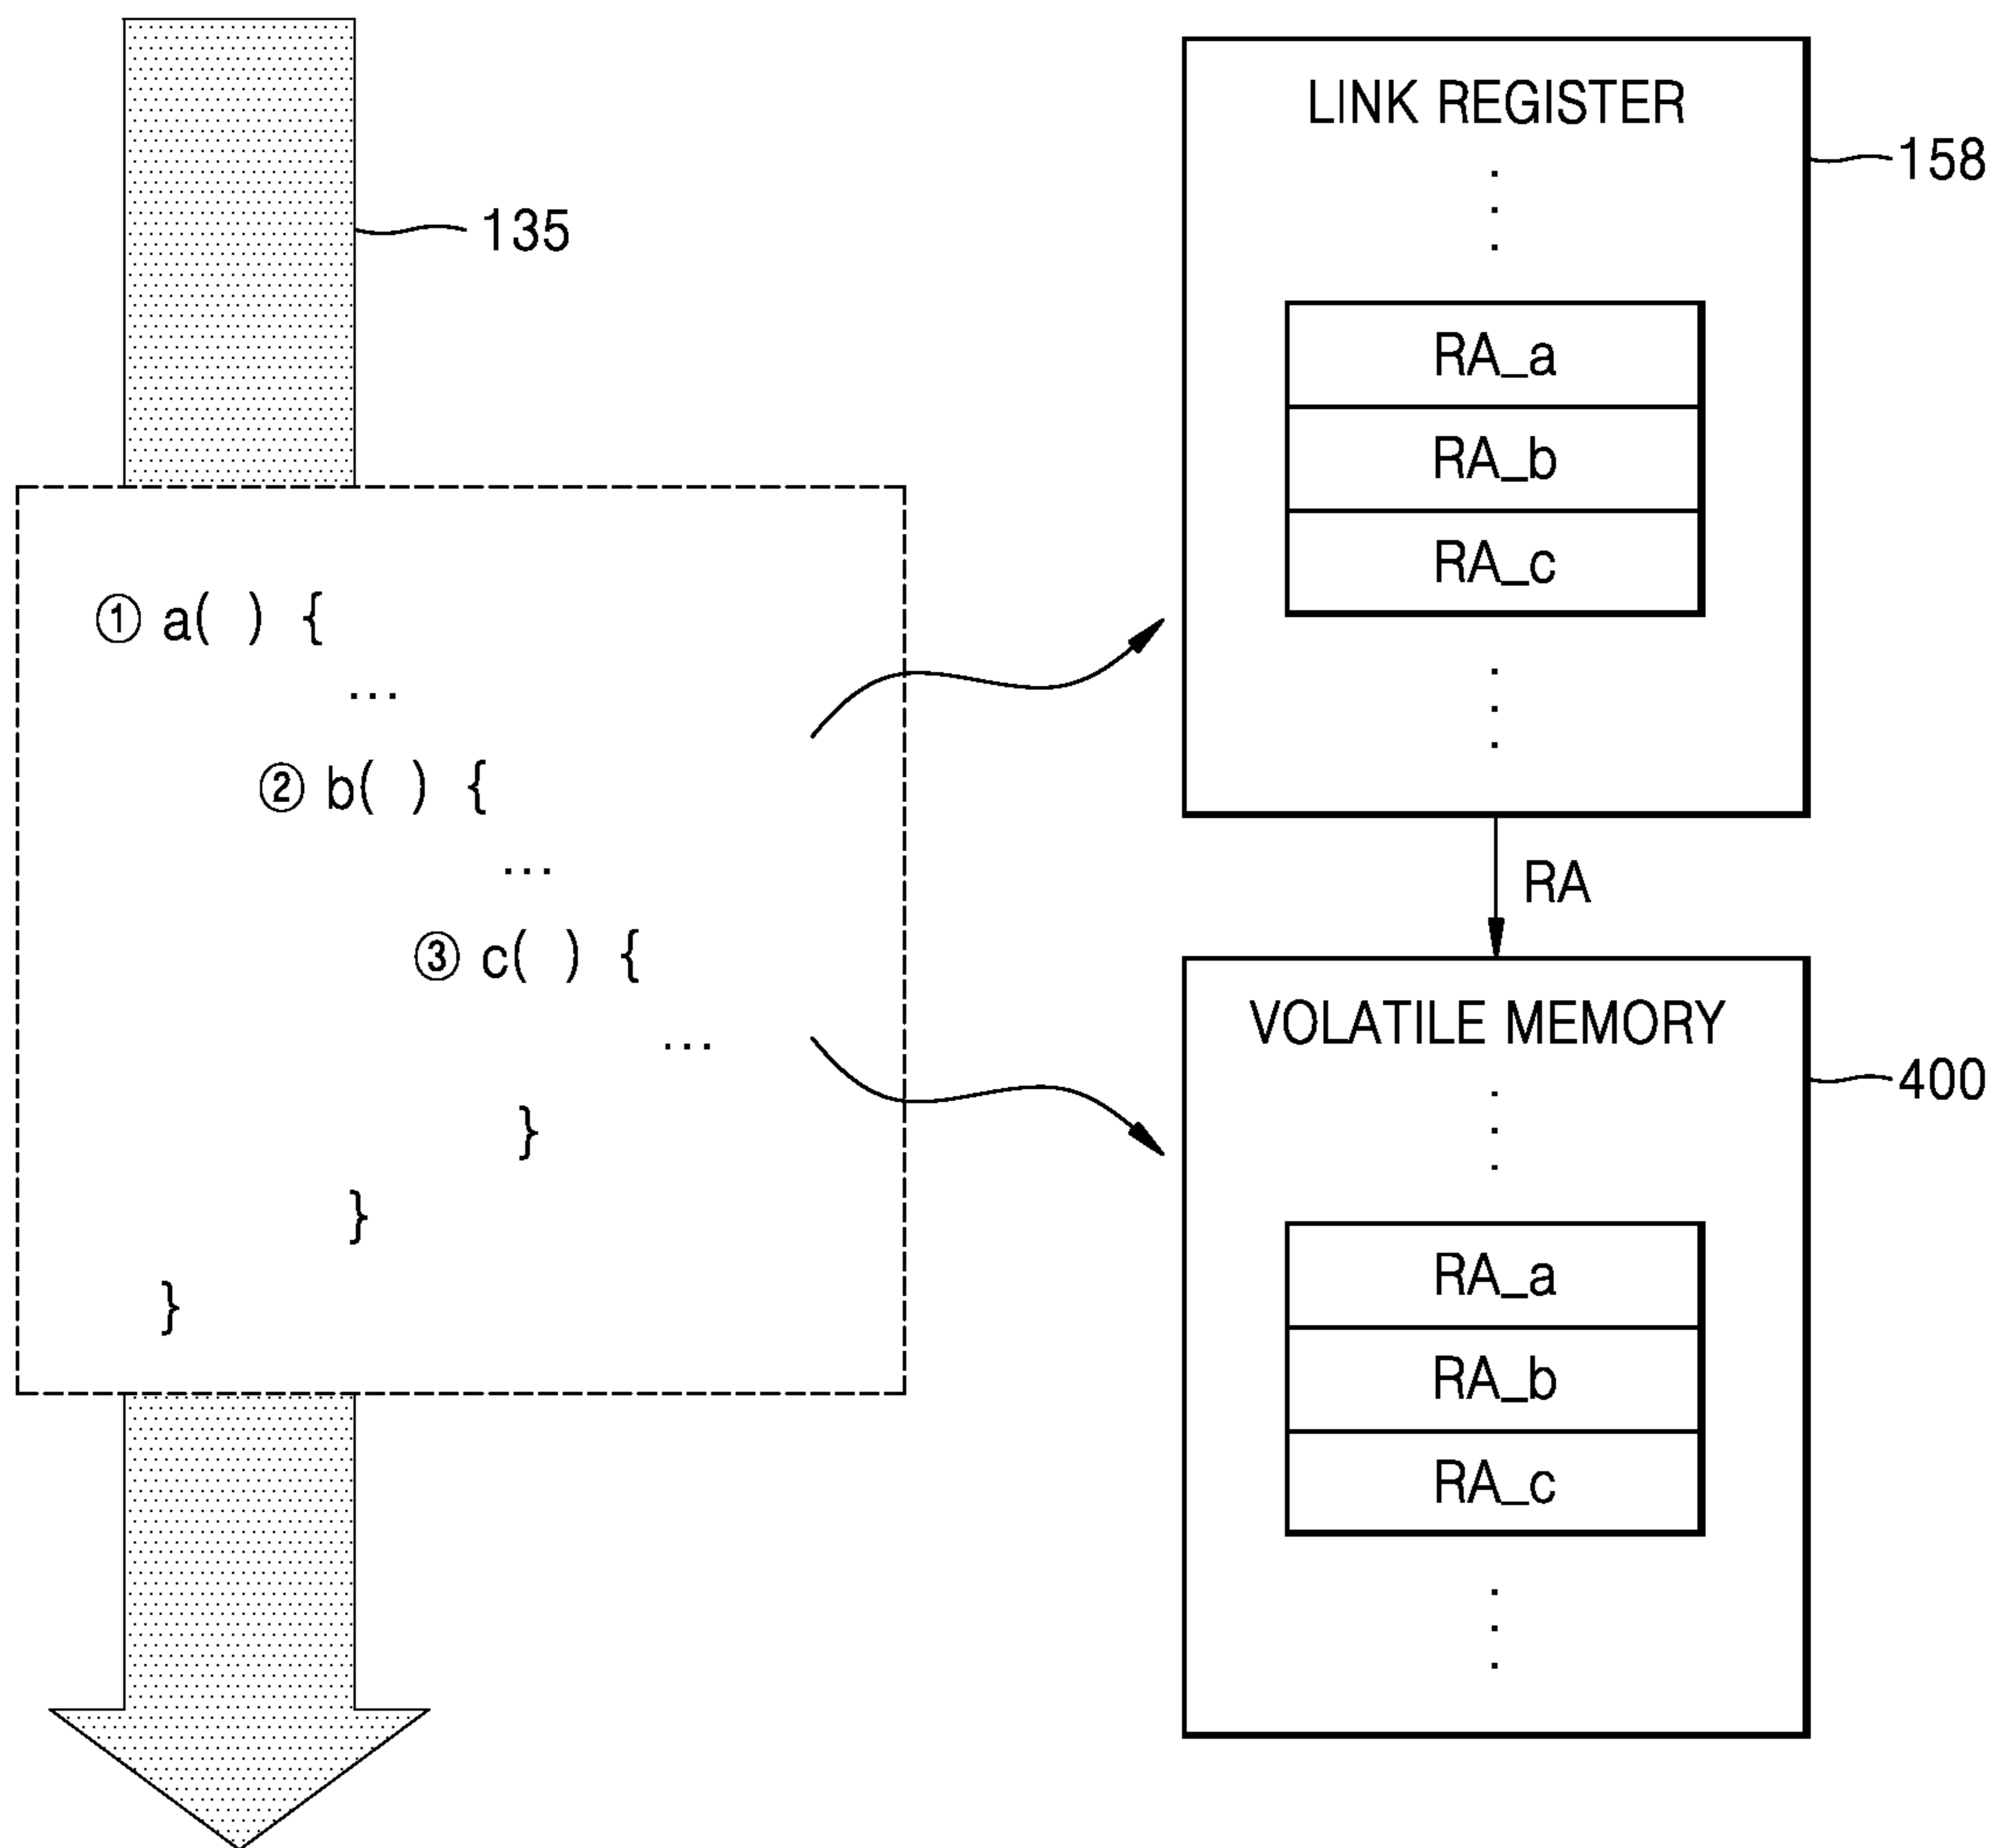 135
① a( ) {
...
② b( ) {
...
③ c( ) {
...
}
}
}
LINK REGISTER
158
.
.
.
RA_a
RA_b
RA_c
.
.
.
RA
VOLATILE MEMORY
400
.
.
.
RA_a
RA_b
RA_c
.
.
.